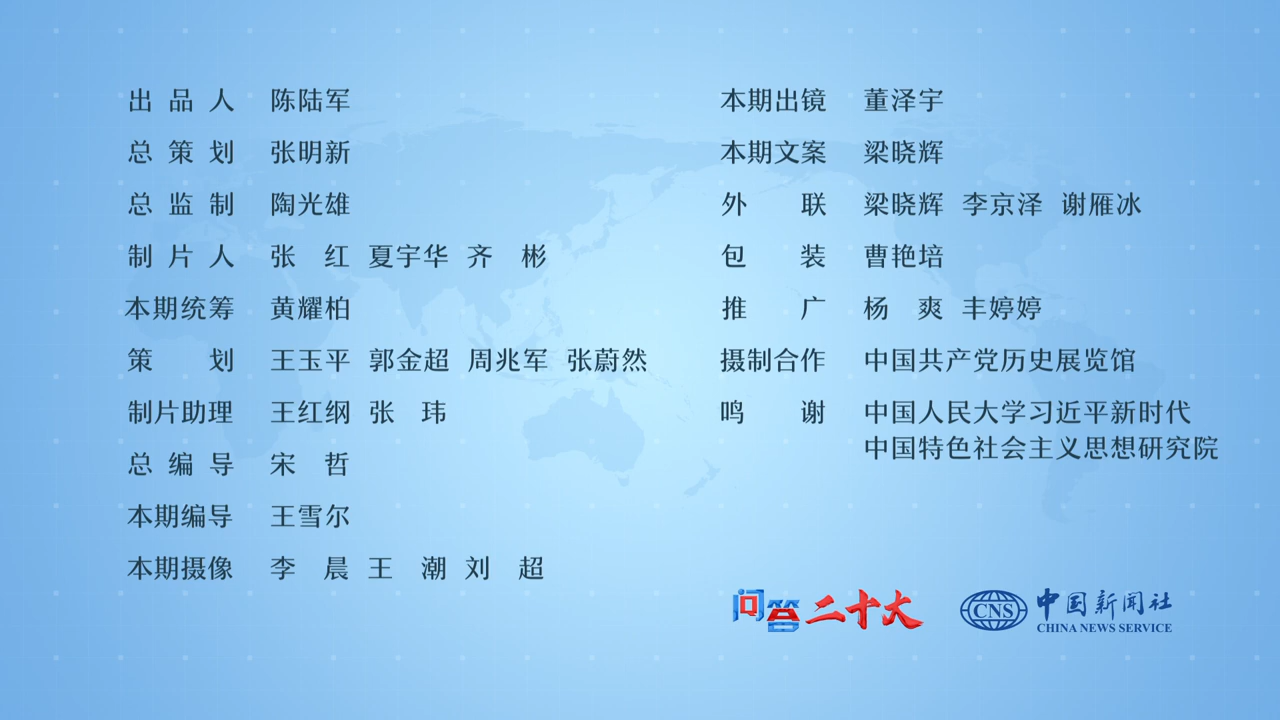 出品人 陈陆军
总策划 张明新
总监制 陶光雄
制片人 张红 夏宇华 齐彬
本期统筹 黄耀柏
策划 王玉平 郭金超 周兆军 张蔚然
制片助理 王红纲 张玮
总编导 宋哲
本期编导 王雪尔
本期摄像 李晨 王潮 刘超
本期出镜 董泽宇
本期文案 梁晓辉
外联 梁晓辉 李京泽 谢雁冰
包装 曹艳培
推广 杨爽 丰婷婷
摄制合作 中国共产党历史展览馆
鸣谢 中国人民大学习近平新时代
中国特色社会主义思想研究院
问答二十大
CNS 中国新闻社
CHINA NEWS SERVICE